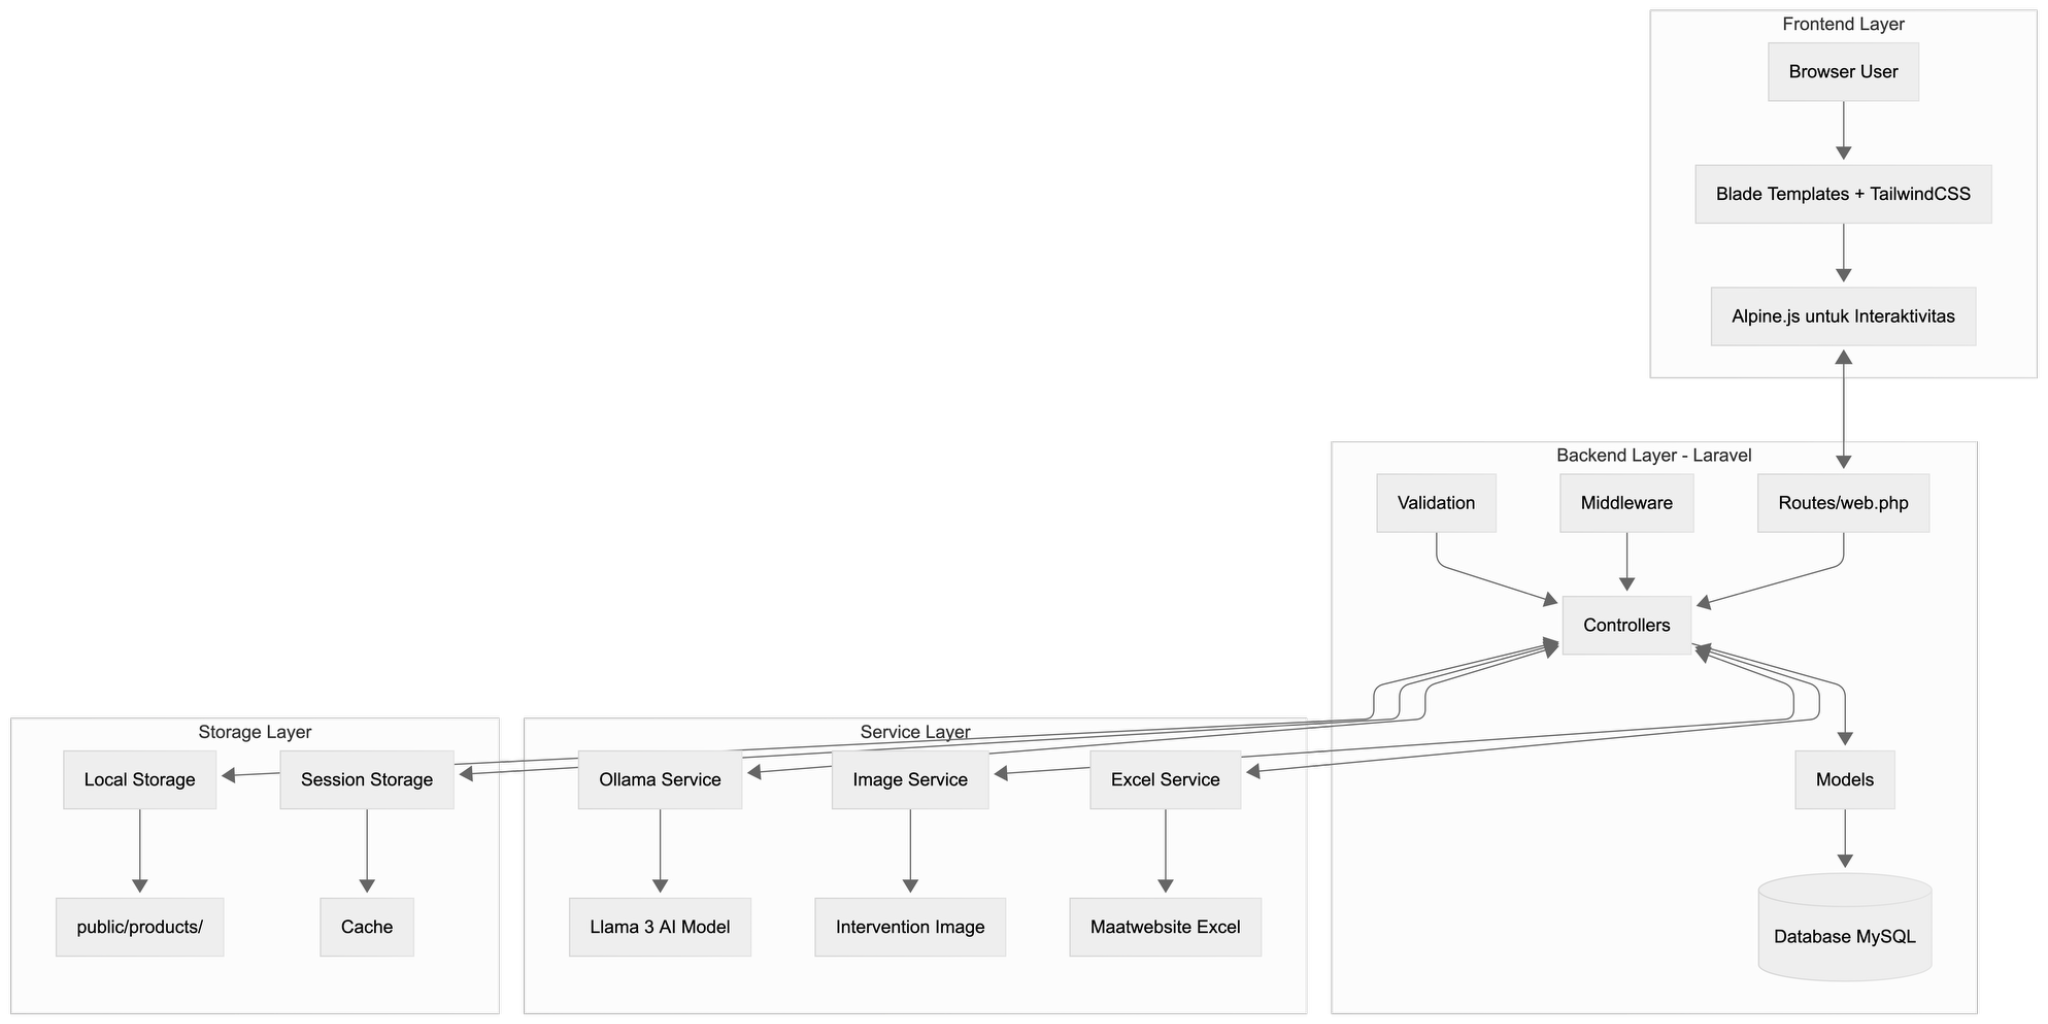 Frontend Layer
Browser User
Blade Templates + TailwindCSS
Alpine.js untuk Interaktivitas
Backend Layer - Laravel
Validation
Middleware
Routes/web.php
Controllers
Models
Database MySQL
Service Layer
Ollama Service
Image Service
Excel Service
Llama 3 AI Model
Intervention Image
Maatwebsite Excel
Storage Layer
Local Storage
Session Storage
public/products/
Cache